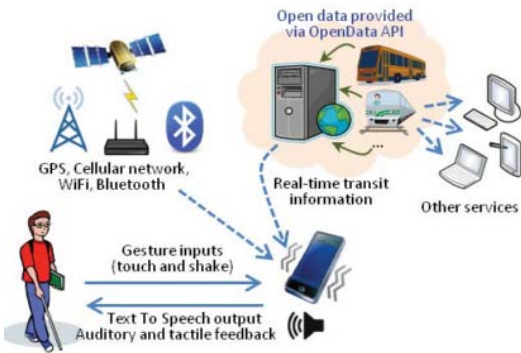 Open data provided
via OpenData API
GPS, Cellular network,
WiFi, Bluetooth
...
Real-time transit
information
Other services
Gesture inputs
(touch and shake)
Text To Speech output
Auditory and tactile feedback